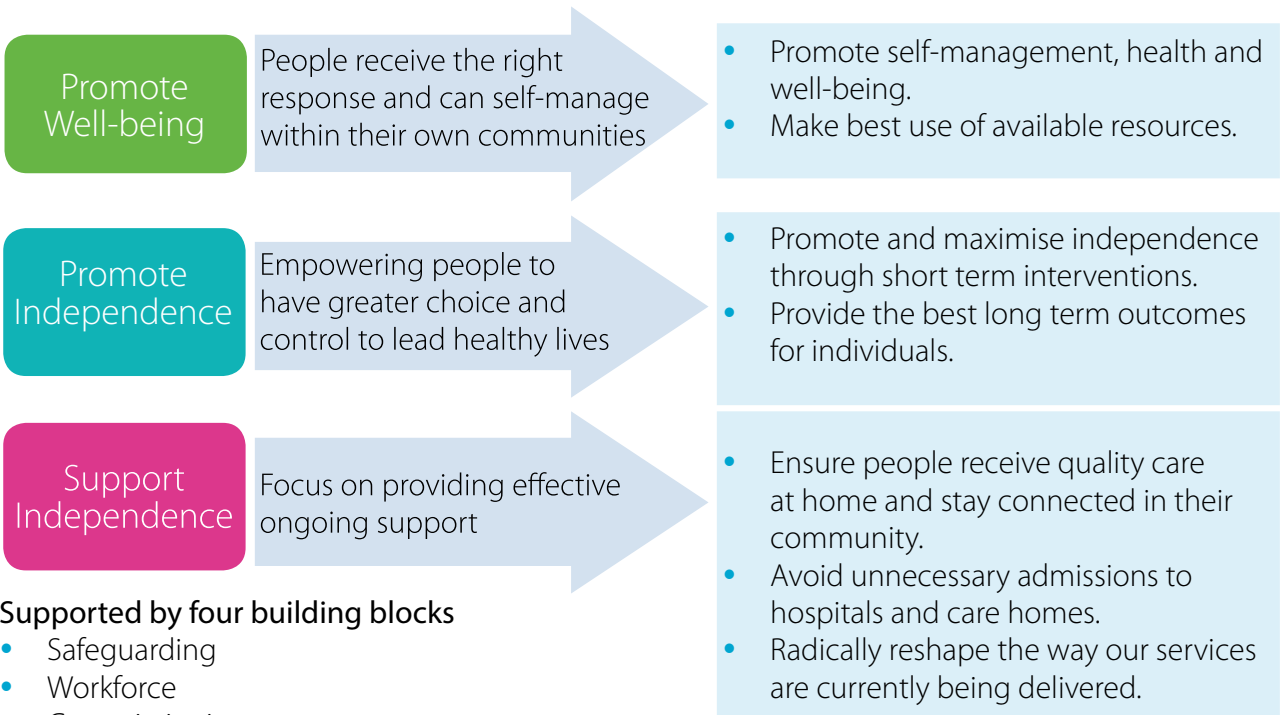 Promote
Well-being
People receive the right
response and can self-manage
within their own communities
• Promote self-management, health and
well-being.
• Make best use of available resources.
Promote
Independence
Empowering people to
have greater choice and
control to lead healthy lives
• Promote and maximise independence
through short term interventions.
• Provide the best long term outcomes
for individuals.
Support
Independence
Focus on providing effective
ongoing support
• Ensure people receive quality care
at home and stay connected in their
community.
• Avoid unnecessary admissions to
hospitals and care homes.
• Radically reshape the way our services
are currently being delivered.
Supported by four building blocks
• Safeguarding
• Workforce